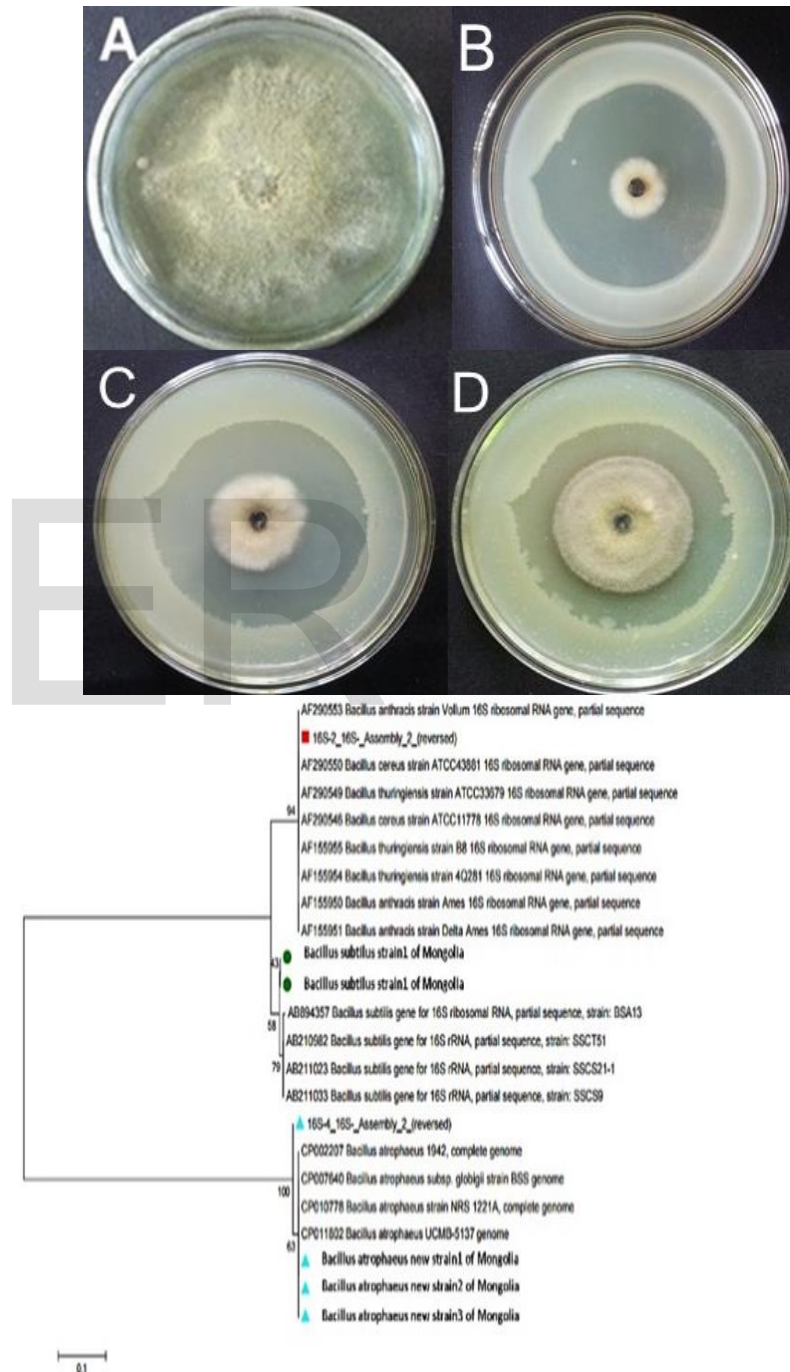 A
B
C
D
ER
AF290553 Bacillus anthracis strain Vollum 16S ribosomal RNA gene, partial sequence
16S-2_16S-_Assembly_2_(reversed)
AF290550 Bacillus cereus strain ATCC43881 16S ribosomal RNA gene, partial sequence
AF290549 Bacillus thuringiensis strain ATCC33679 16S ribosomal RNA gene, partial sequence
94
AF290546 Bacillus cereus strain ATCC11778 16S ribosomal RNA gene, partial sequence
AF155955 Bacillus thuringiensis strain B8 16S ribosomal RNA gene, partial sequence
AF155954 Bacillus thuringiensis strain 4Q281 16S ribosomal RNA gene, partial sequence
AF155950 Bacillus anthracis strain Ames 16S ribosomal RNA gene, partial sequence
AF155951 Bacillus anthracis strain Delta Ames 16S ribosomal RNA gene, partial sequence
43
Bacillus subtilus strain1 of Mongolia
Bacillus subtilus strain1 of Mongolia
58
AB894357 Bacillus subtilis gene for 16S ribosomal RNA, partial sequence, strain: BSA13
AB210982 Bacillus subtilis gene for 16S rRNA, partial sequence, strain: SSCT51
79
AB211023 Bacillus subtilis gene for 16S rRNA, partial sequence, strain: SSCS21-1
AB211033 Bacillus subtilis gene for 16S rRNA, partial sequence, strain: SSCS9
16S-4_16S-_Assembly_2_(reversed)
CP002207 Bacillus atrophaeus 1942, complete genome
CP007640 Bacillus atrophaeus subsp. globigii strain BSS genome
100
CP010778 Bacillus atrophaeus strain NRS 1221A, complete genome
CP011802 Bacillus atrophaeus UCMB-5137 genome
63
Bacillus atrophaeus new strain1 of Mongolia
Bacillus atrophaeus new strain2 of Mongolia
Bacillus atrophaeus new strain3 of Mongolia
0.1